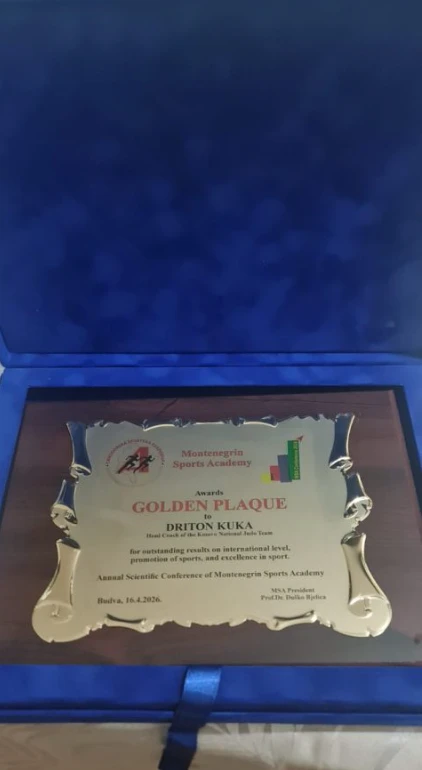 Montenegrin
Sports Academy
Awards
GOLDEN PLAQUE
to
DRITON KUKA
Head Coach of the Kosovo National Judo Team
for outstanding results on international level,
promotion of sports, and excellence in sport.
Annual Scientific Conference of Montenegrin Sports Academy
Budva, 16.4.2026.
MSA President
Prof.Dr. Duško Bjelica